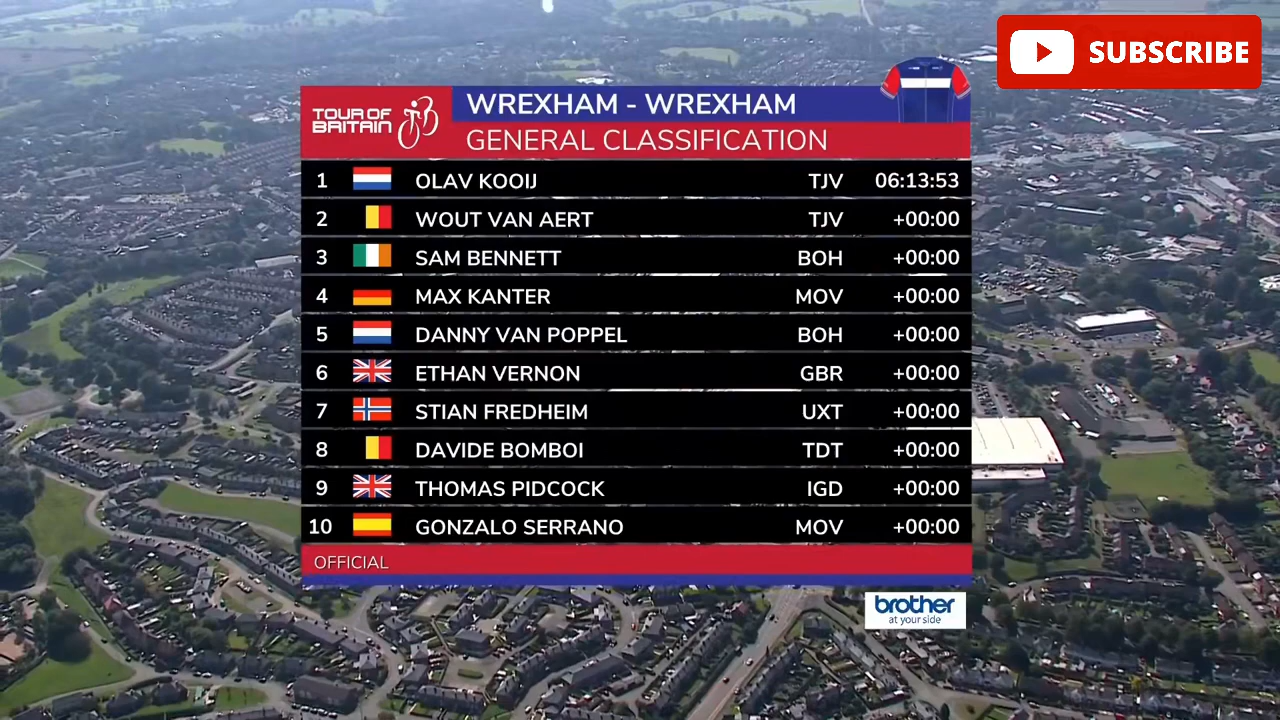 SUBSCRIBE
TOUR OF
BRITAIN
WREXHAM - WREXHAM
GENERAL CLASSIFICATION
1 OLAV KOOIJ TJV 06:13:53
2 WOUT VAN AERT TJV +00:00
3 SAM BENNETT BOH +00:00
4 MAX KANTER MOV +00:00
5 DANNY VAN POPPEL BOH +00:00
6 ETHAN VERNON GBR +00:00
7 STIAN FREDHEIM UXT +00:00
8 DAVIDE BOMBOI TDT +00:00
9 THOMAS PIDCOCK IGD +00:00
10 GONZALO SERRANO MOV +00:00
OFFICIAL
brother
at your side